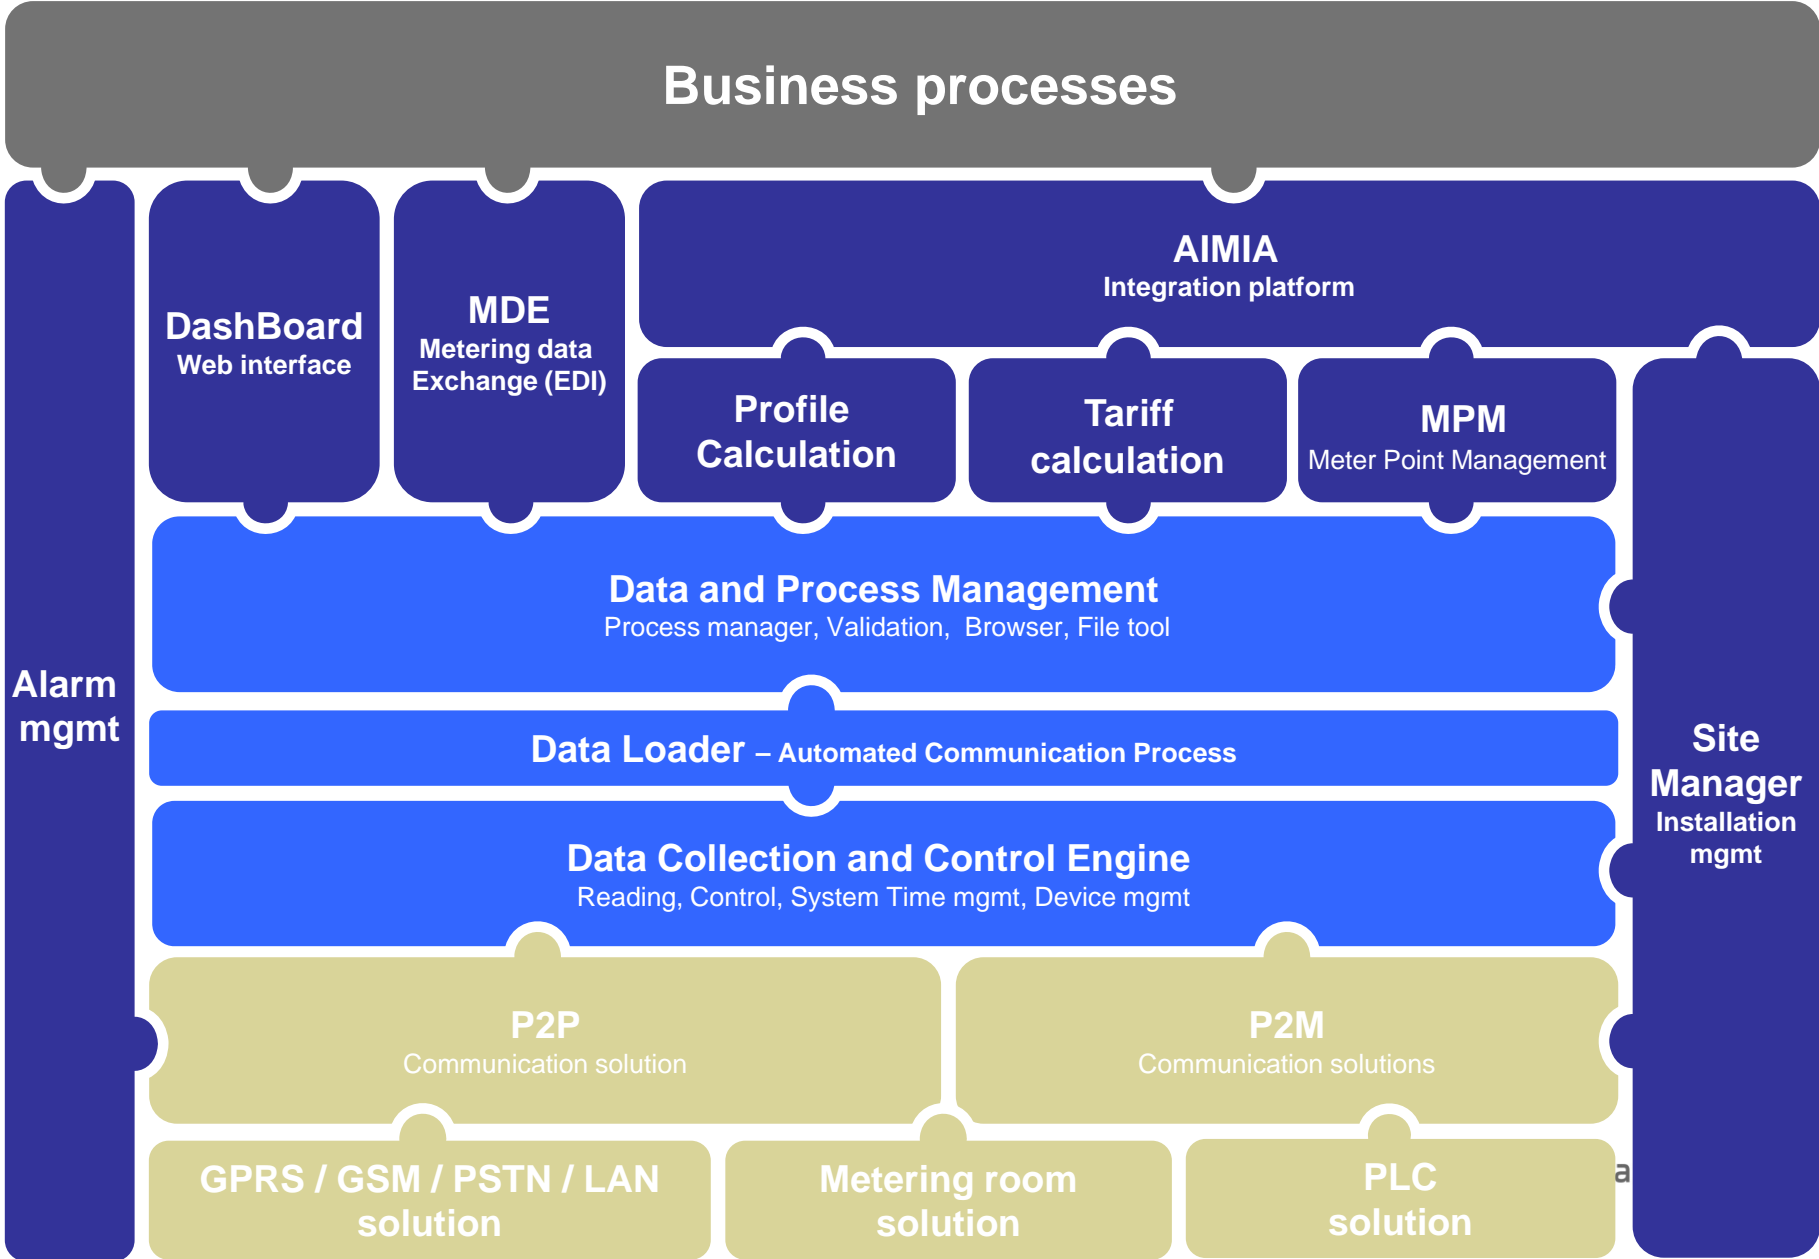 Business processes
AIMIA
Integration platform
DashBoard
Web interface
MDE
Metering data
Exchange (EDI)
Profile
Calculation
Tariff
calculation
MPM
Meter Point Management
Data and Process Management
Process manager, Validation, Browser, File tool
Alarm
mgmt
Data Loader – Automated Communication Process
Site
Manager
Installation
mgmt
Data Collection and Control Engine
Reading, Control, System Time mgmt, Device mgmt
P2P
Communication solution
P2M
Communication solutions
GPRS / GSM / PSTN / LAN
solution
Metering room
solution
PLC
solution